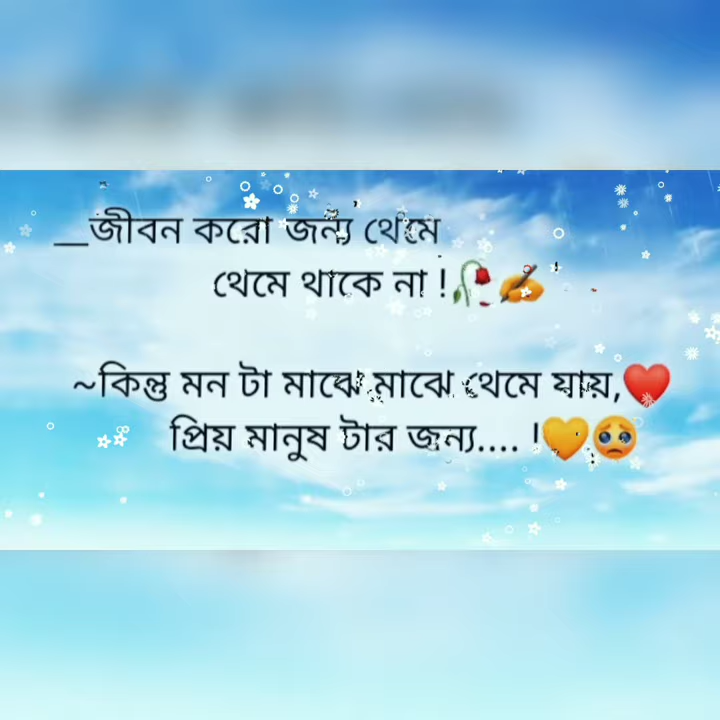 __জীবন করো জন্য থেমে
থেমে থাকে না !🥀✍️
~কিন্তু মন টা মাঝে মাঝে থেমে যায়,❤️
প্রিয় মানুষ টার জন্য.... !💛🥺